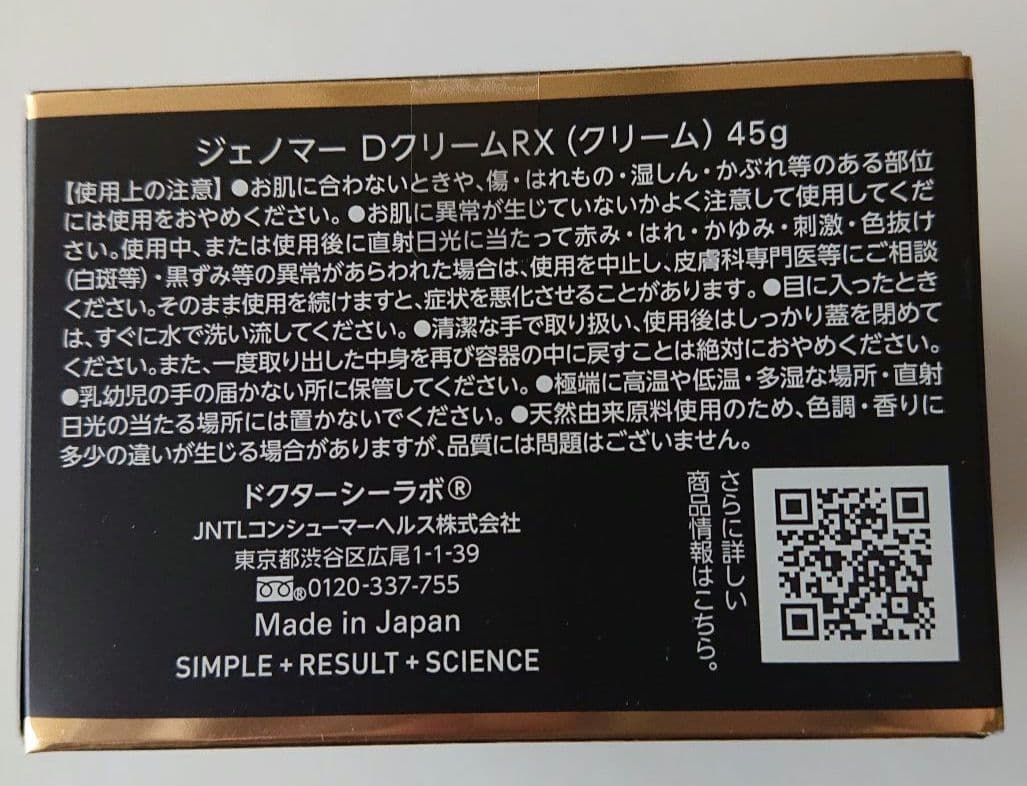 ジェノマー DクリームRX（クリーム）45g
【使用上の注意】●お肌に合わないときや、傷・はれもの・湿しん・かぶれ等のある部位
には使用をおやめください。●お肌に異常が生じていないかよく注意して使用してくだ
さい。使用中、または使用後に直射日光に当たって赤み・はれ・かゆみ・刺激・色抜け
（白斑等）・黒ずみ等の異常があらわれた場合は、使用を中止し、皮膚科専門医等にご相談
ください。そのまま使用を続けますと、症状を悪化させることがあります。●目に入ったとき
は、すぐに水で洗い流してください。●清潔な手で取り扱い、使用後はしっかり蓋を閉めて
ください。また、一度取り出した中身を再び容器の中に戻すことは絶対におやめください。
●乳幼児の手の届かない所に保管してください。●極端に高温や低温・多湿な場所・直射
日光の当たる場所には置かないでください。●天然由来原料使用のため、色調・香りに
多少の違いが生じる場合がありますが、品質には問題はございません。
ドクターシーラボ®
JNTLコンシューマーヘルス株式会社
東京都渋谷区広尾1-1-39
®0120-337-755
Made in Japan
SIMPLE + RESULT + SCIENCE
さらに詳しい
商品情報はこちら。